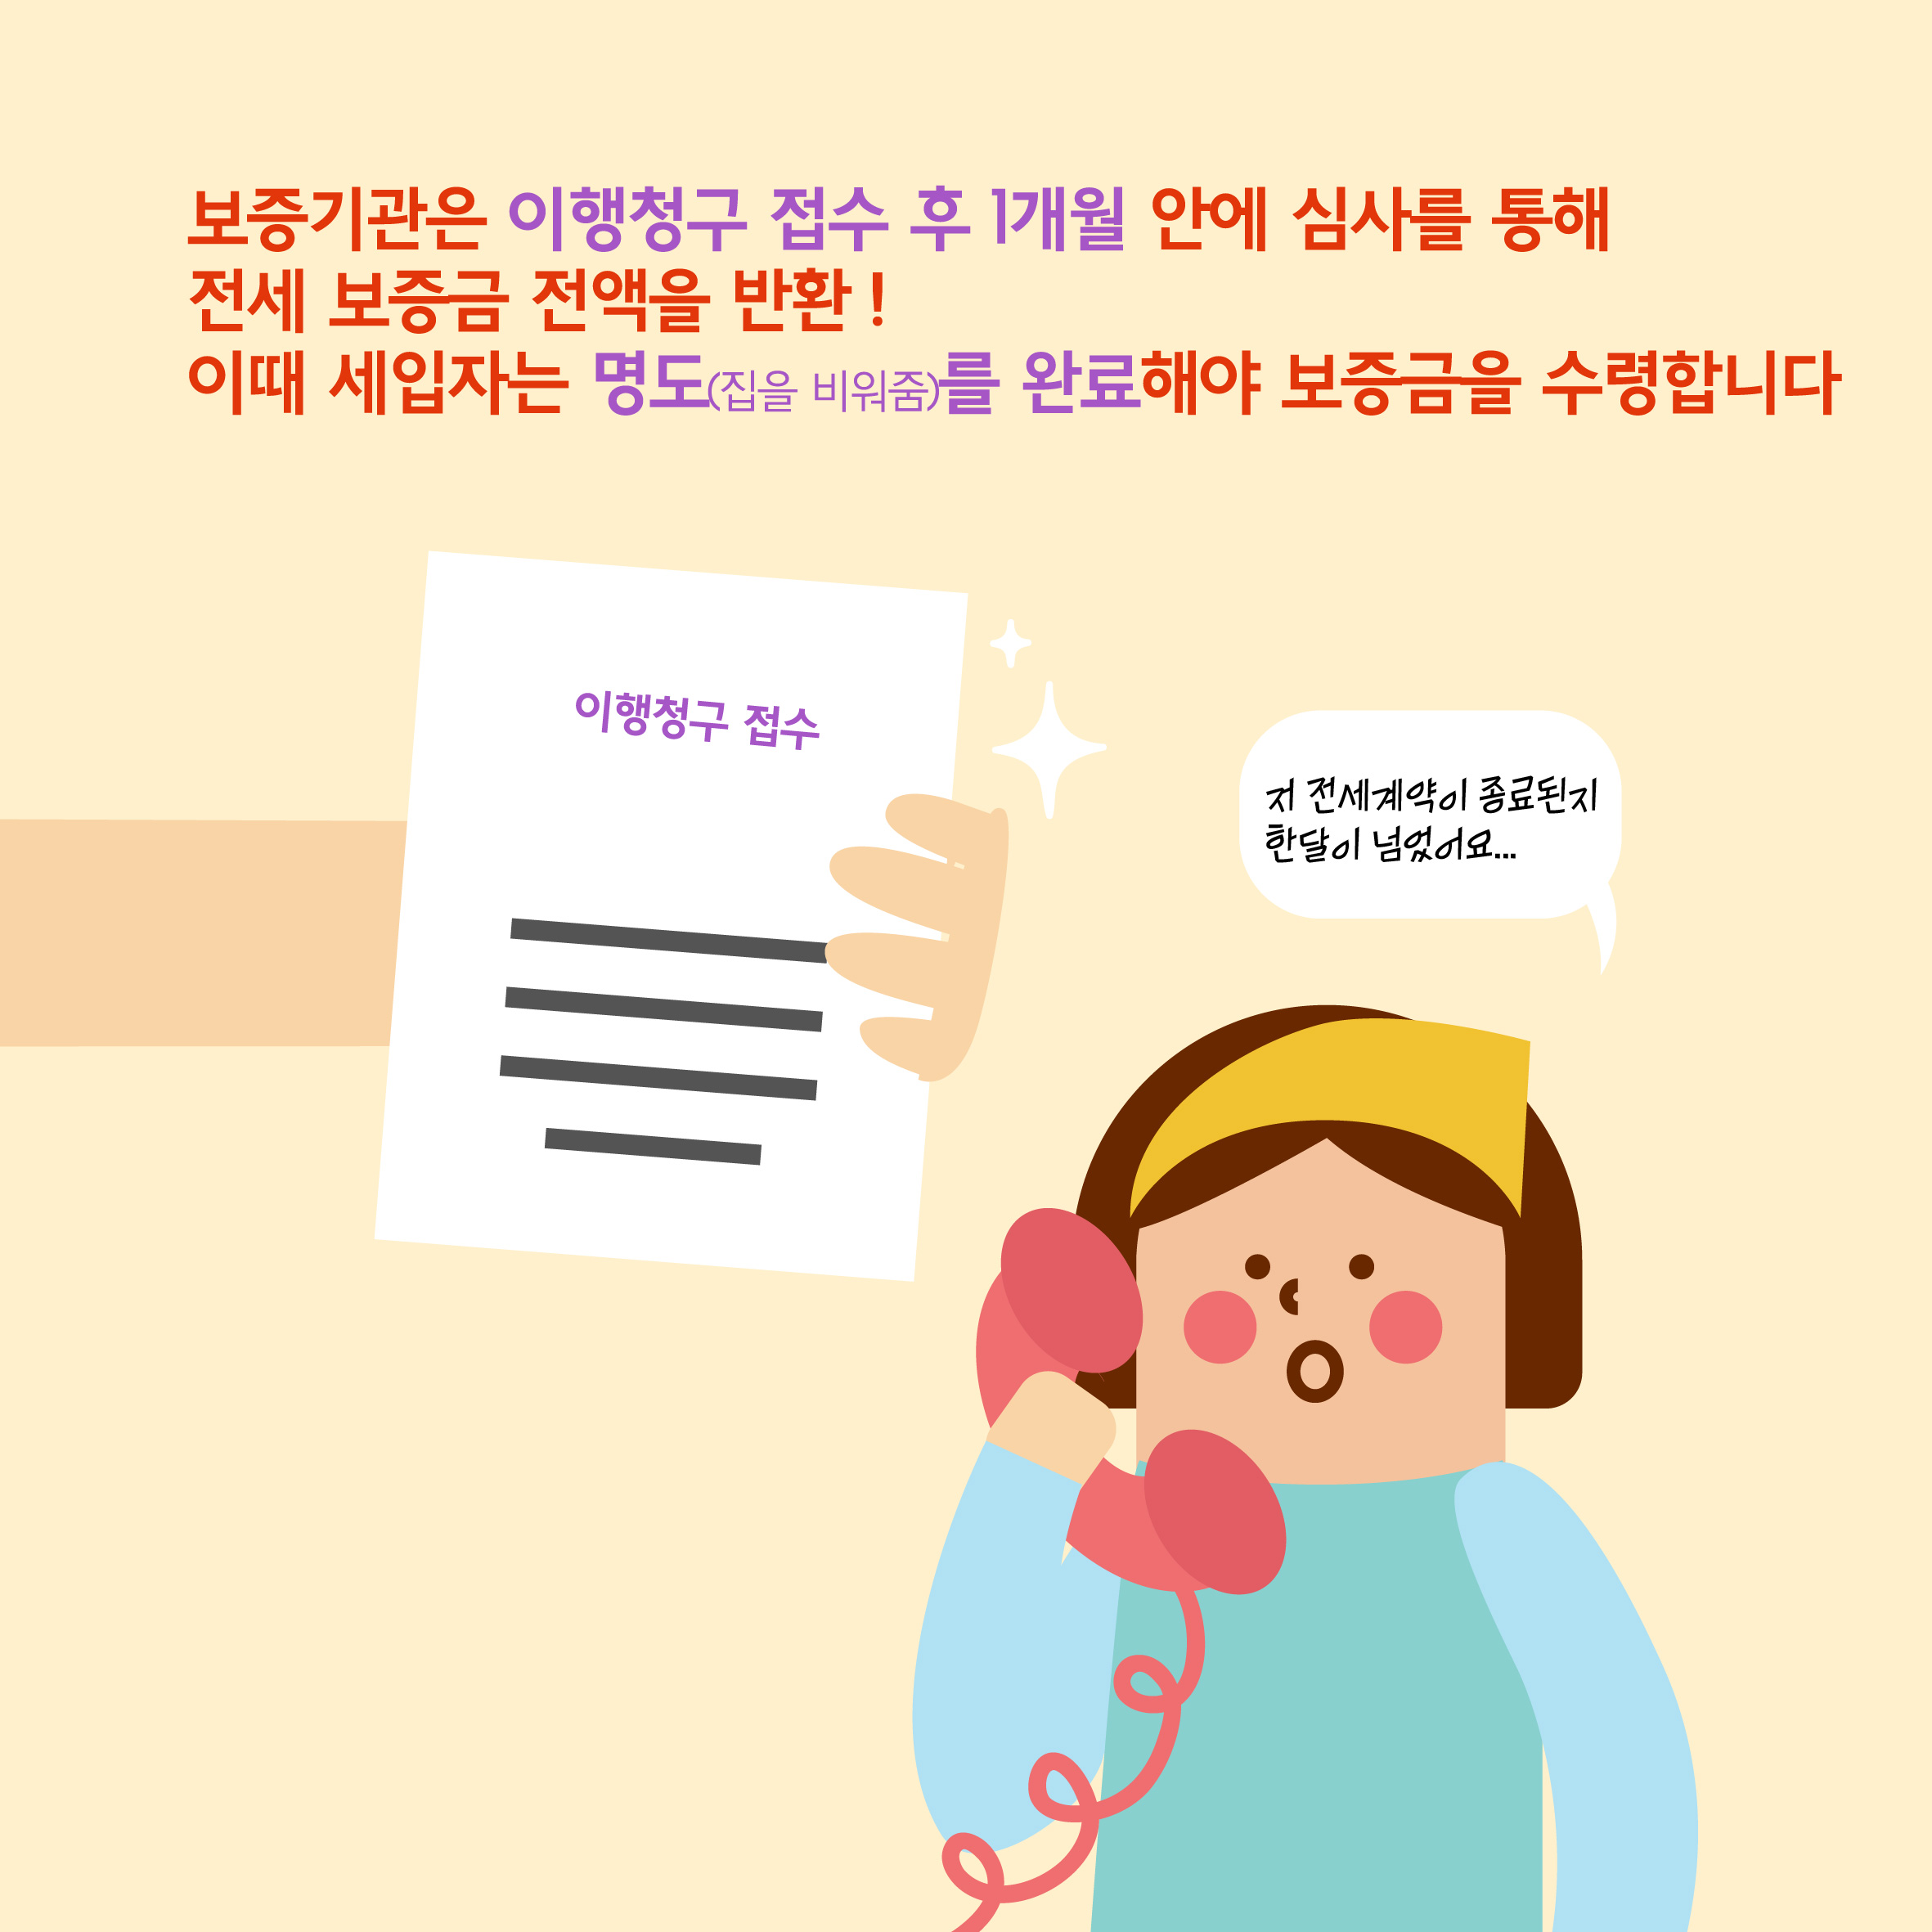 보증기관은 이행청구 접수 후 1개월 안에 심사를 통해
전세 보증금 전액을 반환!
이때 세입자는 명도(집을 비워줌)를 완료해야 보증금을 수령합니다
이행청구 접수
저 전세계약이 종료된지
한달이 넘었어요...